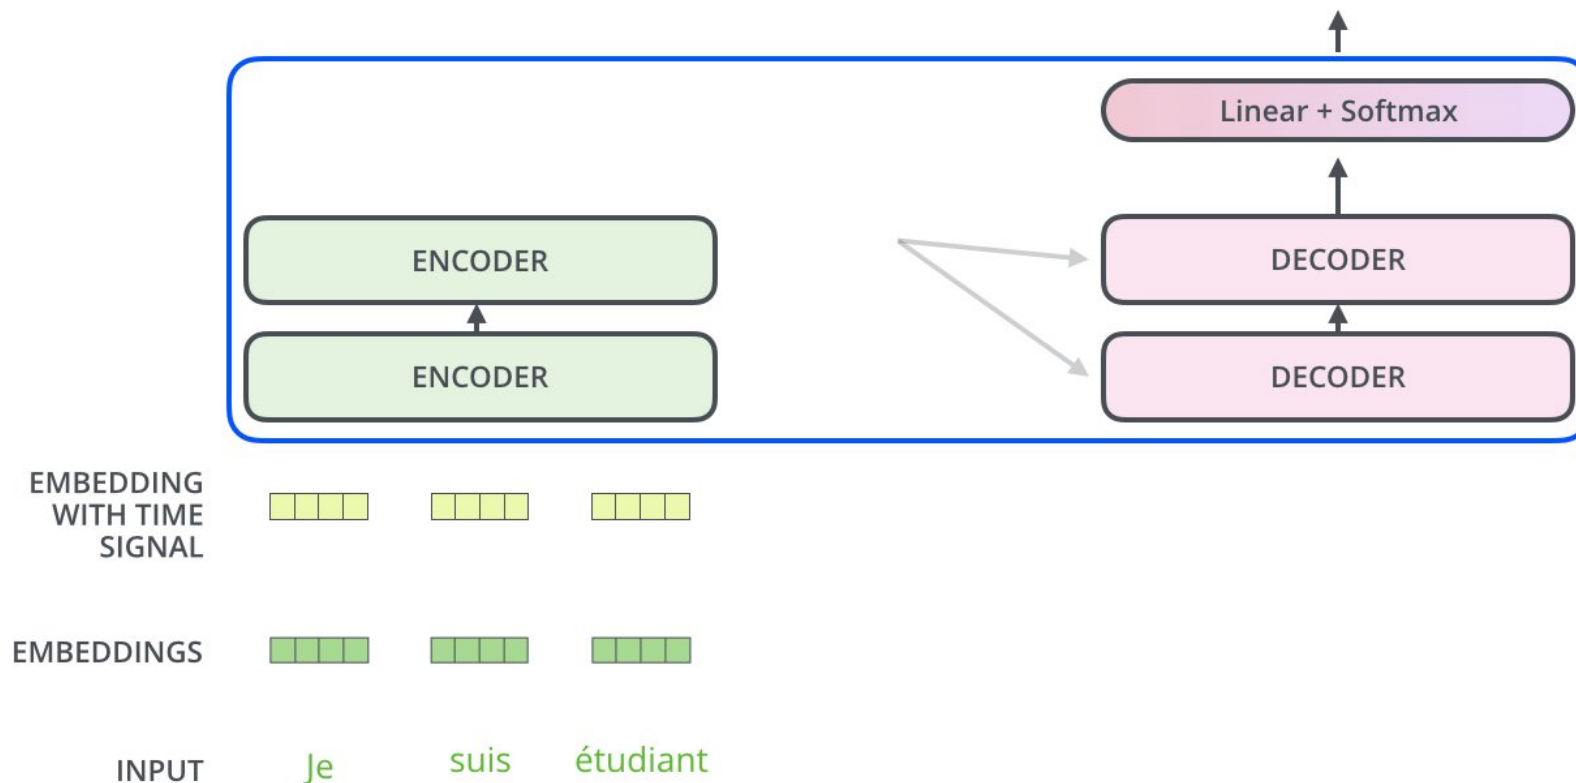 Linear + Softmax
ENCODER
DECODER
ENCODER
DECODER
EMBEDDING
WITH TIME
SIGNAL
EMBEDDINGS
INPUT Je suis étudiant